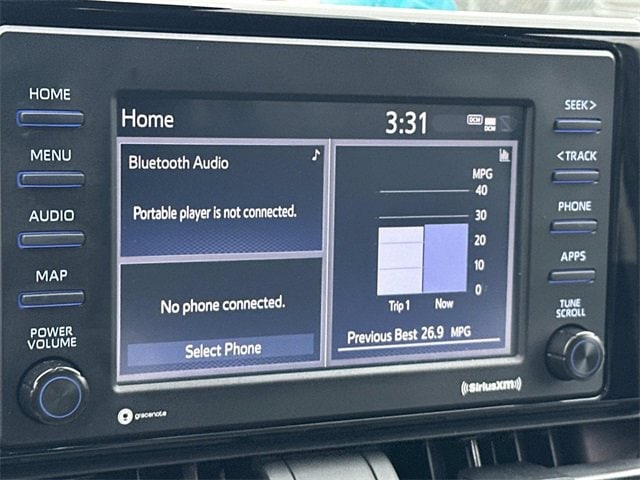 HOME
MENU
AUDIO
MAP
POWER
VOLUME
Home
3:31
DCM
DCM
Bluetooth Audio
Portable player is not connected.
No phone connected.
Select Phone
MPG
40
30
20
10
0
Trip 1
Now
Previous Best 26.9 MPG
SEEK >
< TRACK
PHONE
APPS
TUNE
SCROLL
gracenote
((SiriusXM))